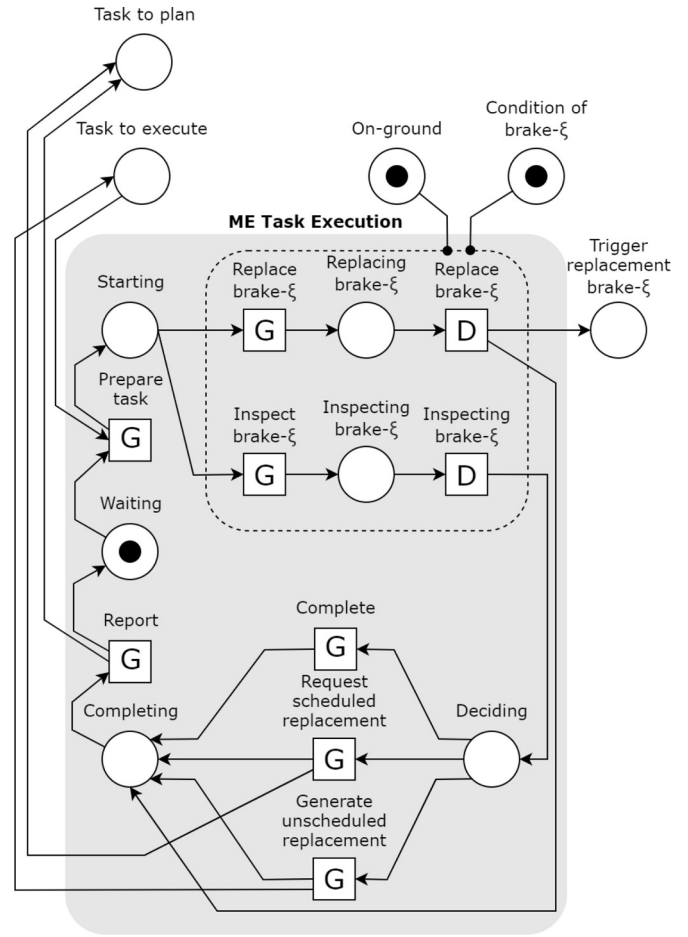 Task to plan
Task to execute
On-ground
Condition of
brake-ξ
ME Task Execution
Trigger
replacement
brake-ξ
Starting
Replace
brake-ξ
Replacing
brake-ξ
Replace
brake-ξ
G
D
Prepare
task
G
Inspect
brake-ξ
Inspecting
brake-ξ
Inspecting
brake-ξ
G
D
Waiting
Report
G
Complete
G
Request
scheduled
replacement
G
Completing
Deciding
Generate
unscheduled
replacement
G